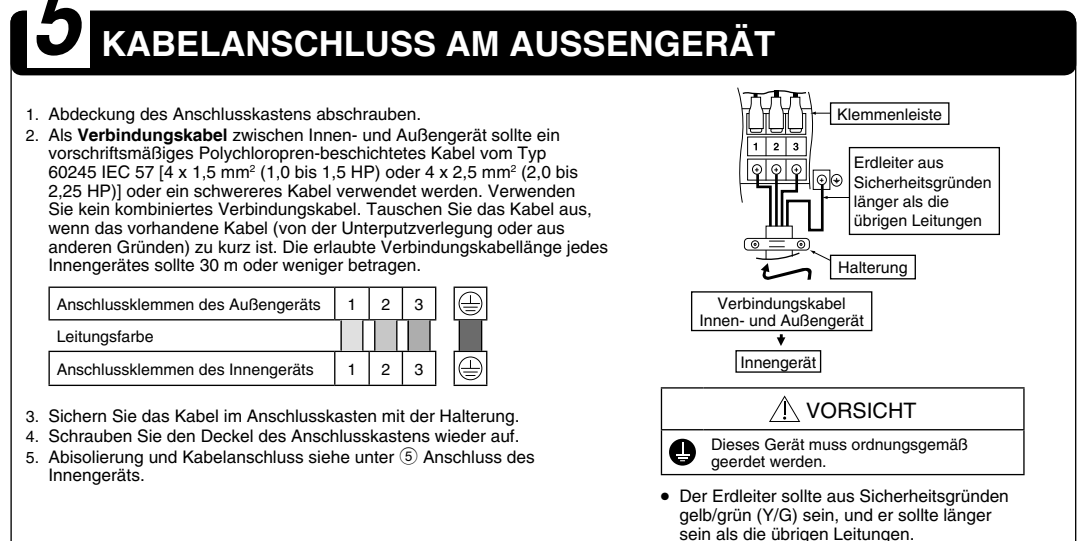 5 KABELANSCHLUSS AM AUSSENGERÄT
1. Abdeckung des Anschlusskastens abschrauben.
2. Als Verbindungskabel zwischen Innen- und Außengerät sollte ein
vorschriftsmäßiges Polychloropren-beschichtetes Kabel vom Typ
60245 IEC 57 [4 x 1,5 mm² (1,0 bis 1,5 HP) oder 4 x 2,5 mm² (2,0 bis
2,25 HP)] oder ein schwereres Kabel verwendet werden. Verwenden
Sie kein kombiniertes Verbindungskabel. Tauschen Sie das Kabel aus,
wenn das vorhandene Kabel (von der Unterputzverlegung oder aus
anderen Gründen) zu kurz ist. Die erlaubte Verbindungskabellänge jedes
Innengerätes sollte 30 m oder weniger betragen.
Anschlussklemmen des Außengeräts 1 2 3
Leitungsfarbe
Anschlussklemmen des Innengeräts 1 2 3
3. Sichern Sie das Kabel im Anschlusskasten mit der Halterung.
4. Schrauben Sie den Deckel des Anschlusskastens wieder auf.
5. Abisolierung und Kabelanschluss siehe unter ⑤ Anschluss des
Innengeräts.
Klemmenleiste
1 2 3
Erdleiter aus
Sicherheitsgründen
länger als die
übrigen Leitungen
Halterung
Verbindungskabel
Innen- und Außengerät
Innengerät
VORSICHT
Dieses Gerät muss ordnungsgemäß
geerdet werden.
• Der Erdleiter sollte aus Sicherheitsgründen
gelb/grün (Y/G) sein, und er sollte länger
sein als die übrigen Leitungen.